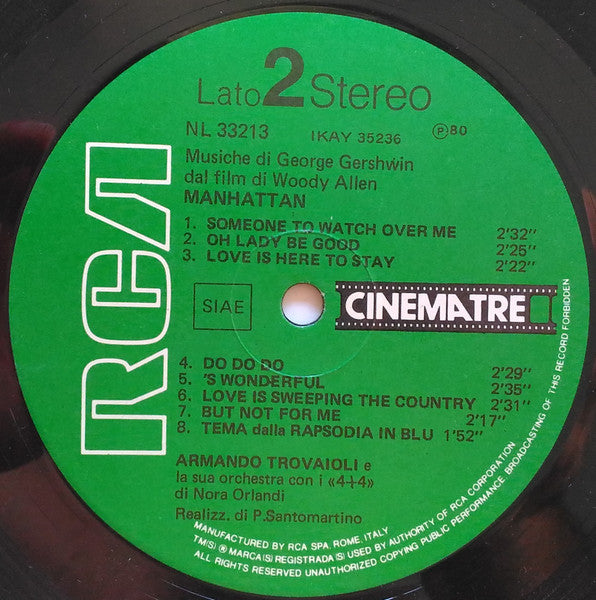 Lato 2 Stereo
NL 33213 IKAY 35236 Ⓟ80
Musiche di George Gershwin
dal film di Woody Allen
MANHATTAN
1. SOMEONE TO WATCH OVER ME 2'32"
2. OH LADY BE GOOD 2'25"
3. LOVE IS HERE TO STAY 2'22"
RCA
SIAE
CINEMATRE
4. DO DO DO 2'29"
5. 'S WONDERFUL 2'35"
6. LOVE IS SWEEPING THE COUNTRY 2'31"
7. BUT NOT FOR ME 2'17"
8. TEMA dalla RAPSODIA IN BLU 1'52"
ARMANDO TROVAIOLI e
la sua orchestra con i «4+4»
di Nora Orlandi
Realizz. di P.Santomartino
MANUFACTURED BY RCA SPA. ROME, ITALY
TM(S) ® MARCA(S) REGISTRADA(S) USED BY AUTHORITY OF RCA CORPORATION
ALL RIGHTS RESERVED UNAUTHORIZED COPYING PUBLIC PERFORMANCE BROADCASTING OF THIS RECORD FORBIDDEN